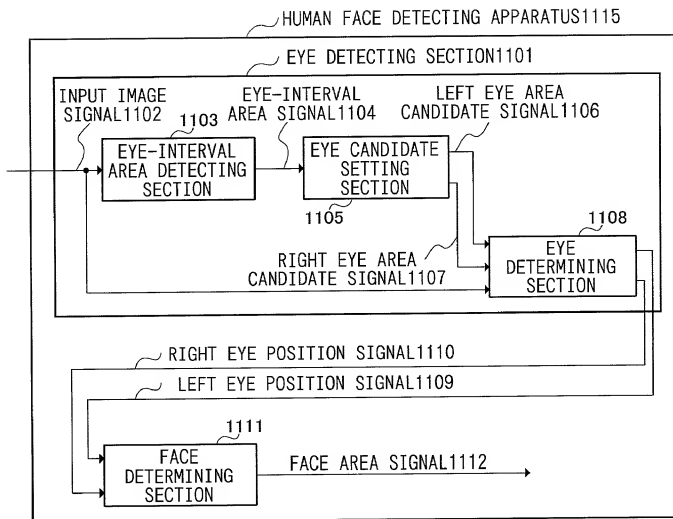 HUMAN FACE DETECTING APPARATUS1115
EYE DETECTING SECTION1101
INPUT IMAGE
SIGNAL1102
1103
EYE-INTERVAL
AREA SIGNAL1104
LEFT EYE AREA
CANDIDATE SIGNAL1106
EYE-INTERVAL
AREA DETECTING
SECTION
EYE CANDIDATE
SETTING
SECTION
1105
1108
RIGHT EYE AREA
CANDIDATE SIGNAL1107
EYE
DETERMINING
SECTION
RIGHT EYE POSITION SIGNAL1110
LEFT EYE POSITION SIGNAL1109
1111
FACE
DETERMINING
SECTION
FACE AREA SIGNAL1112